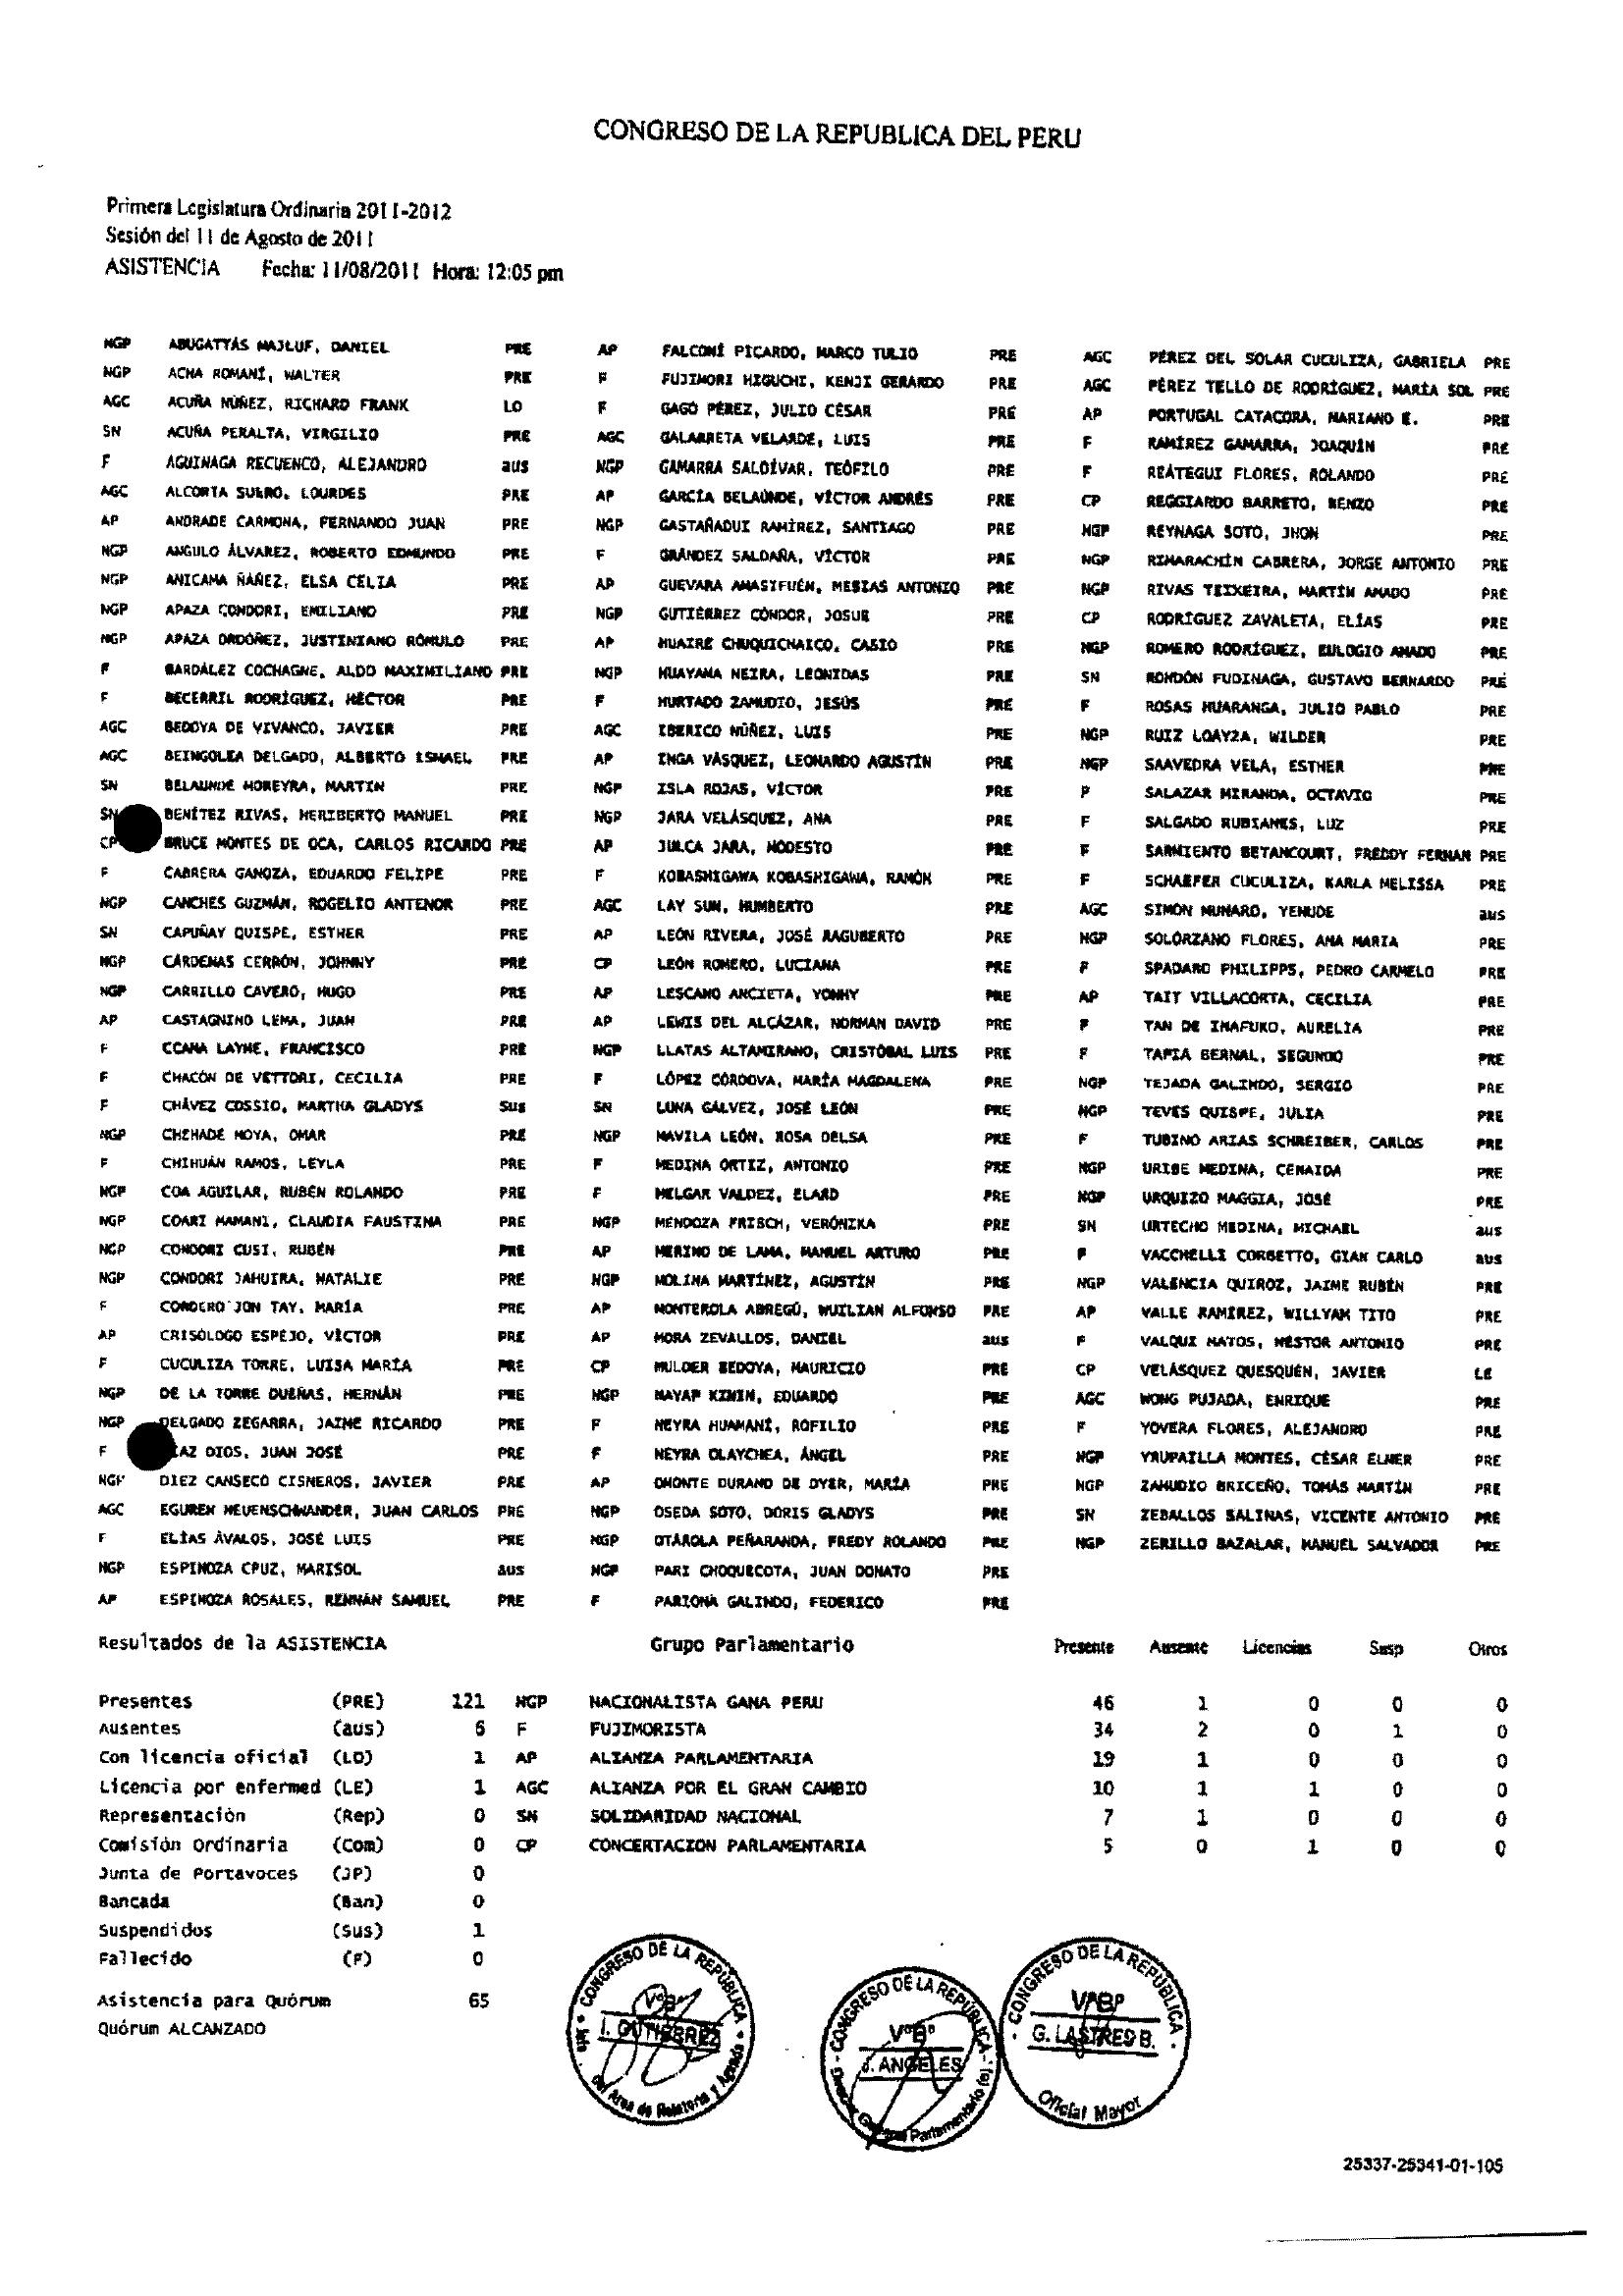 CONGRESO DE LA REPUBLICA DEL PERU
Primera Legislatura Ordinaria 2011-2012
Sesión del 11 de Agosto de 2011
ASISTENCIA Fecha: 11/08/2011 Hora: 12:05 pm
NGP ABUGATTÁS MAJLUF, DANIEL PRE
NGP ACHA ROMANÍ, WALTER PRE
AGC ACUÑA NÚÑEZ, RICHARD FRANK LO
SN ACUÑA PERALTA, VIRGILIO PRE
F AGUINAGA RECUENCO, ALEJANDRO aus
AGC ALCORTA SUERO, LOURDES PRE
AP ANDRADE CARMONA, FERNANDO JUAN PRE
NGP ANGULO ÁLVAREZ, ROBERTO EDMUNDO PRE
NGP ANICAMA ÑÁÑEZ, ELSA CELIA PRE
NGP APAZA CONDORI, EMILIANO PRE
NGP APAZA ORDÓÑEZ, JUSTINIANO RÓMULO PRE
F BARDÁLEZ COCHAGNE, ALDO MAXIMILIANO PRE
F BECERRIL RODRÍGUEZ, HÉCTOR PRE
AGC BEDOYA DE VIVANCO, JAVIER PRE
AGC BEINGOLEA DELGADO, ALBERTO ISMAEL PRE
SN BELAUNDE MOREYRA, MARTIN PRE
SN BENÍTEZ RIVAS, HERIBERTO MANUEL PRE
CP BRUCE MONTES DE OCA, CARLOS RICARDO PRE
F CABRERA GANOZA, EDUARDO FELIPE PRE
NGP CANCHES GUZMÁN, ROGELIO ANTENOR PRE
SN CAPUÑAY QUISPE, ESTHER PRE
NGP CÁRDENAS CERRÓN, JOHNNY PRE
NGP CARRILLO CAVERO, HUGO PRE
AP CASTAGNINO LEMA, JUAN PRE
F CCAMA LAYME, FRANCISCO PRE
F CHACÓN DE VETTORI, CECILIA PRE
F CHÁVEZ COSSIO, MARTHA GLADYS Sus
NGP CHEHADE MOYA, OMAR PRE
F CHIHUÁN RAMOS, LEYLA PRE
NGP COA AGUILAR, RUBÉN ROLANDO PRE
NGP COARI MAMANI, CLAUDIA FAUSTINA PRE
NGP CONDORI CUSI, RUBÉN PRE
NGP CONDORI JAHUIRA, NATALIE PRE
F CORDERO JON TAY, MARÍA PRE
AP CRISÓLOGO ESPEJO, VÍCTOR PRE
F CUCULIZA TORRE, LUISA MARÍA PRE
NGP DE LA TORRE DUEÑAS, HERNÁN PRE
NGP DELGADO ZEGARRA, JAIME RICARDO PRE
F AZ DIOS, JUAN JOSÉ PRE
NGP DIEZ CANSECO CISNEROS, JAVIER PRE
AGC EGUREN NEUENSCHWANDER, JUAN CARLOS PRE
F ELÍAS ÁVALOS, JOSÉ LUIS PRE
NGP ESPINOZA CRUZ, MARISOL aus
AP ESPINOZA ROSALES, RENNÁN SAMUEL PRE
AP FALCONÍ PICARDO, MARCO TULIO PRE
F FUJIMORI HIGUCHI, KENJI GERARDO PRE
F GAGÓ PÉREZ, JULIO CÉSAR PRE
AGC GALARRETA VELARDE, LUIS PRE
NGP GAMARRA SALDÍVAR, TEÓFILO PRE
AP GARCÍA BELAÚNDE, VÍCTOR ANDRÉS PRE
NGP GASTAÑADUI RAMÍREZ, SANTIAGO PRE
F GRÁNDEZ SALDAÑA, VÍCTOR PRE
AP GUEVARA AMASIFUÉN, MESIAS ANTONIO PRE
NGP GUTIÉRREZ CÓNDOR, JOSUE PRE
AP HUAIRE CHUQUICHAICO, CASIO PRE
NGP HUAYAMA NEIRA, LEONIDAS PRE
F HURTADO ZAMUDIO, JESÚS PRE
AGC IBERICO NÚÑEZ, LUIS PRE
AP INGA VÁSQUEZ, LEONARDO AGUSTÍN PRE
NGP ISLA ROJAS, VÍCTOR PRE
NGP JARA VELÁSQUEZ, ANA PRE
AP JULCA JARA, MODESTO PRE
F KOBASHIGAWA KOBASHIGAWA, RAMÓN PRE
AGC LAY SUN, HUMBERTO PRE
AP LEÓN RIVERA, JOSÉ RAGUBERTO PRE
CP LEÓN ROMERO, LUCIANA PRE
AP LESCANO ANCIETA, YONHY PRE
AP LEWIS DEL ALCÁZAR, NORMAN DAVID PRE
NGP LLATAS ALTAMIRANO, CRISTÓBAL LUIS PRE
F LÓPEZ CÓRDOVA, MARÍA MAGDALENA PRE
SN LUNA GÁLVEZ, JOSÉ LEÓN PRE
NGP MAVILA LEÓN, ROSA DELSA PRE
F MEDINA ORTIZ, ANTONIO PRE
F MELGAR VALDEZ, ELARD PRE
NGP MENDOZA FRISCH, VERÓNIKA PRE
AP MERINO DE LAMA, MANUEL ARTURO PRE
NGP MOLINA MARTÍNEZ, AGUSTÍN PRE
AP MONTEROLA ABREGÚ, WUILIAN ALFONSO PRE
AP MORA ZEVALLOS, DANIEL aus
CP MULDER BEDOYA, MAURICIO PRE
NGP NAYAP KININ, EDUARDO PRE
F NEYRA HUAMANÍ, ROFILIO PRE
F NEYRA OLAYCHEA, ÁNGEL PRE
AP OMONTE DURAND DE DYER, MARÍA PRE
NGP OSEDA SOTO, DORIS GLADYS PRE
NGP OTÁROLA PEÑARANDA, FREDY ROLANDO PRE
NGP PARI CHOQUECOTA, JUAN DONATO PRE
F PARIONA GALINDO, FEDERICO PRE
AGC PÉREZ DEL SOLAR CUCULIZA, GABRIELA PRE
AGC PÉREZ TELLO DE RODRÍGUEZ, MARÍA SOL PRE
AP PORTUGAL CATACORA, MARIANO E. PRE
F RAMÍREZ GAMARRA, JOAQUÍN PRE
F REÁTEGUI FLORES, ROLANDO PRE
CP REGGIARDO BARRETO, RENZO PRE
NGP REYNAGA SOTO, JHON PRE
NGP RIMARACHÍN CABRERA, JORGE ANTONIO PRE
NGP RIVAS TEIXEIRA, MARTÍN AMADO PRE
CP RODRÍGUEZ ZAVALETA, ELÍAS PRE
NGP ROMERO RODRÍGUEZ, EULOGIO AMADO PRE
SN RONDÓN FUDINAGA, GUSTAVO BERNARDO PRE
F ROSAS HUARANGA, JULIO PABLO PRE
NGP RUIZ LOAYZA, WILDER PRE
NGP SAAVEDRA VELA, ESTHER PRE
F SALAZAR MIRANDA, OCTAVIO PRE
F SALGADO RUBIANES, LUZ PRE
F SARMIENTO BETANCOURT, FREDDY FERNAN PRE
F SCHAEFER CUCULIZA, KARLA MELISSA PRE
AGC SIMON MUNARO, YEHUDE aus
NGP SOLÓRZANO FLORES, ANA MARIA PRE
F SPADARO PHILIPPS, PEDRO CARMELO PRE
AP TAIT VILLACORTA, CECILIA PRE
F TAN DE INAFUKO, AURELIA PRE
F TAPIA BERNAL, SEGUNDO PRE
NGP TEJADA GALINDO, SERGIO PRE
NGP TEVES QUISPE, JULIA PRE
F TUBINO ARIAS SCHREIBER, CARLOS PRE
NGP URIBE MEDINA, CENAIDA PRE
NGP URQUIZO MAGGIA, JOSÉ PRE
SN URTECHO MEDINA, MICHAEL aus
F VACCHELLI CORBETTO, GIAN CARLO aus
NGP VALENCIA QUIROZ, JAIME RUBÉN PRE
AP VALLE RAMÍREZ, WILLYAM TITO PRE
F VALQUI MATOS, NÉSTOR ANTONIO PRE
CP VELÁSQUEZ QUESQUÉN, JAVIER LE
AGC WONG PUJADA, ENRIQUE PRE
F YOVERA FLORES, ALEJANDRO PRE
NGP YRUPAILLA MONTES, CÉSAR ELMER PRE
NGP ZAMUDIO BRICEÑO, TOMÁS MARTÍN PRE
SN ZEBALLOS SALINAS, VICENTE ANTONIO PRE
NGP ZERILLO BAZALAR, MANUEL SALVADOR PRE
Resultados de la ASISTENCIA
Presentes (PRE) 121
Ausentes (aus) 6
Con licencia oficial (LO) 1
Licencia por enfermed (LE) 1
Representación (Rep) 0
Comisión Ordinaria (Com) 0
Junta de Portavoces (JP) 0
Bancada (Ban) 0
Suspendidos (Sus) 1
Fallecido (F) 0
Asistencia para Quórum 65
Quórum ALCANZADO
Grupo Parlamentario Presente Ausente Licencias Susp Otros
NGP NACIONALISTA GANA PERU 46 1 0 0 0
F FUJIMORISTA 34 2 0 1 0
AP ALIANZA PARLAMENTARIA 19 1 0 0 0
AGC ALIANZA POR EL GRAN CAMBIO 10 1 1 0 0
SN SOLIDARIDAD NACIONAL 7 1 0 0 0
CP CONCERTACION PARLAMENTARIA 5 0 1 0 0
CONGRESO DE LA REPÚBLICA
VºBº
I. GUTIERREZ
Jefe del Area de Relatoría y Agenda
CONGRESO DE LA REPÚBLICA
VºBº
J. ANGELES
Parlamentario (e)
CONGRESO DE LA REPÚBLICA
VºBº
G. LASTRES B.
Oficial Mayor
25337-25341-01-105